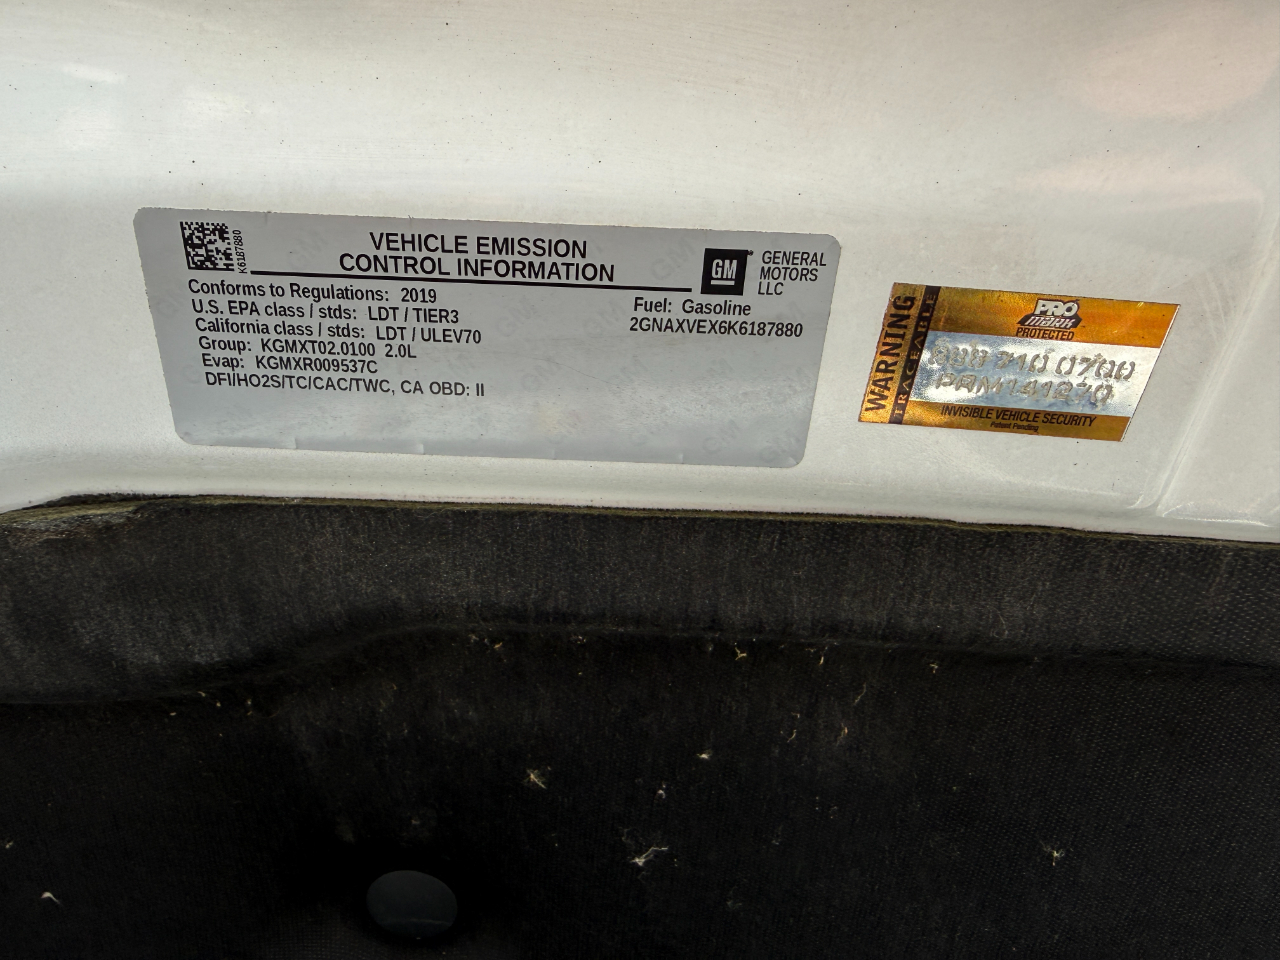 K6187880
VEHICLE EMISSION
CONTROL INFORMATION
GM
GENERAL
MOTORS
LLC
Conforms to Regulations: 2019
U.S. EPA class / stds: LDT / TIER3
California class / stds: LDT / ULEV70
Group: KGMXT02.0100 2.0L
Evap: KGMXR009537C
DFI/HO2S/TC/CAC/TWC, CA OBD: II
Fuel: Gasoline
2GNAXVEX6K6187880
WARNING
TRACEABLE
PRO
MARK
PROTECTED
INVISIBLE VEHICLE SECURITY
Patent Pending